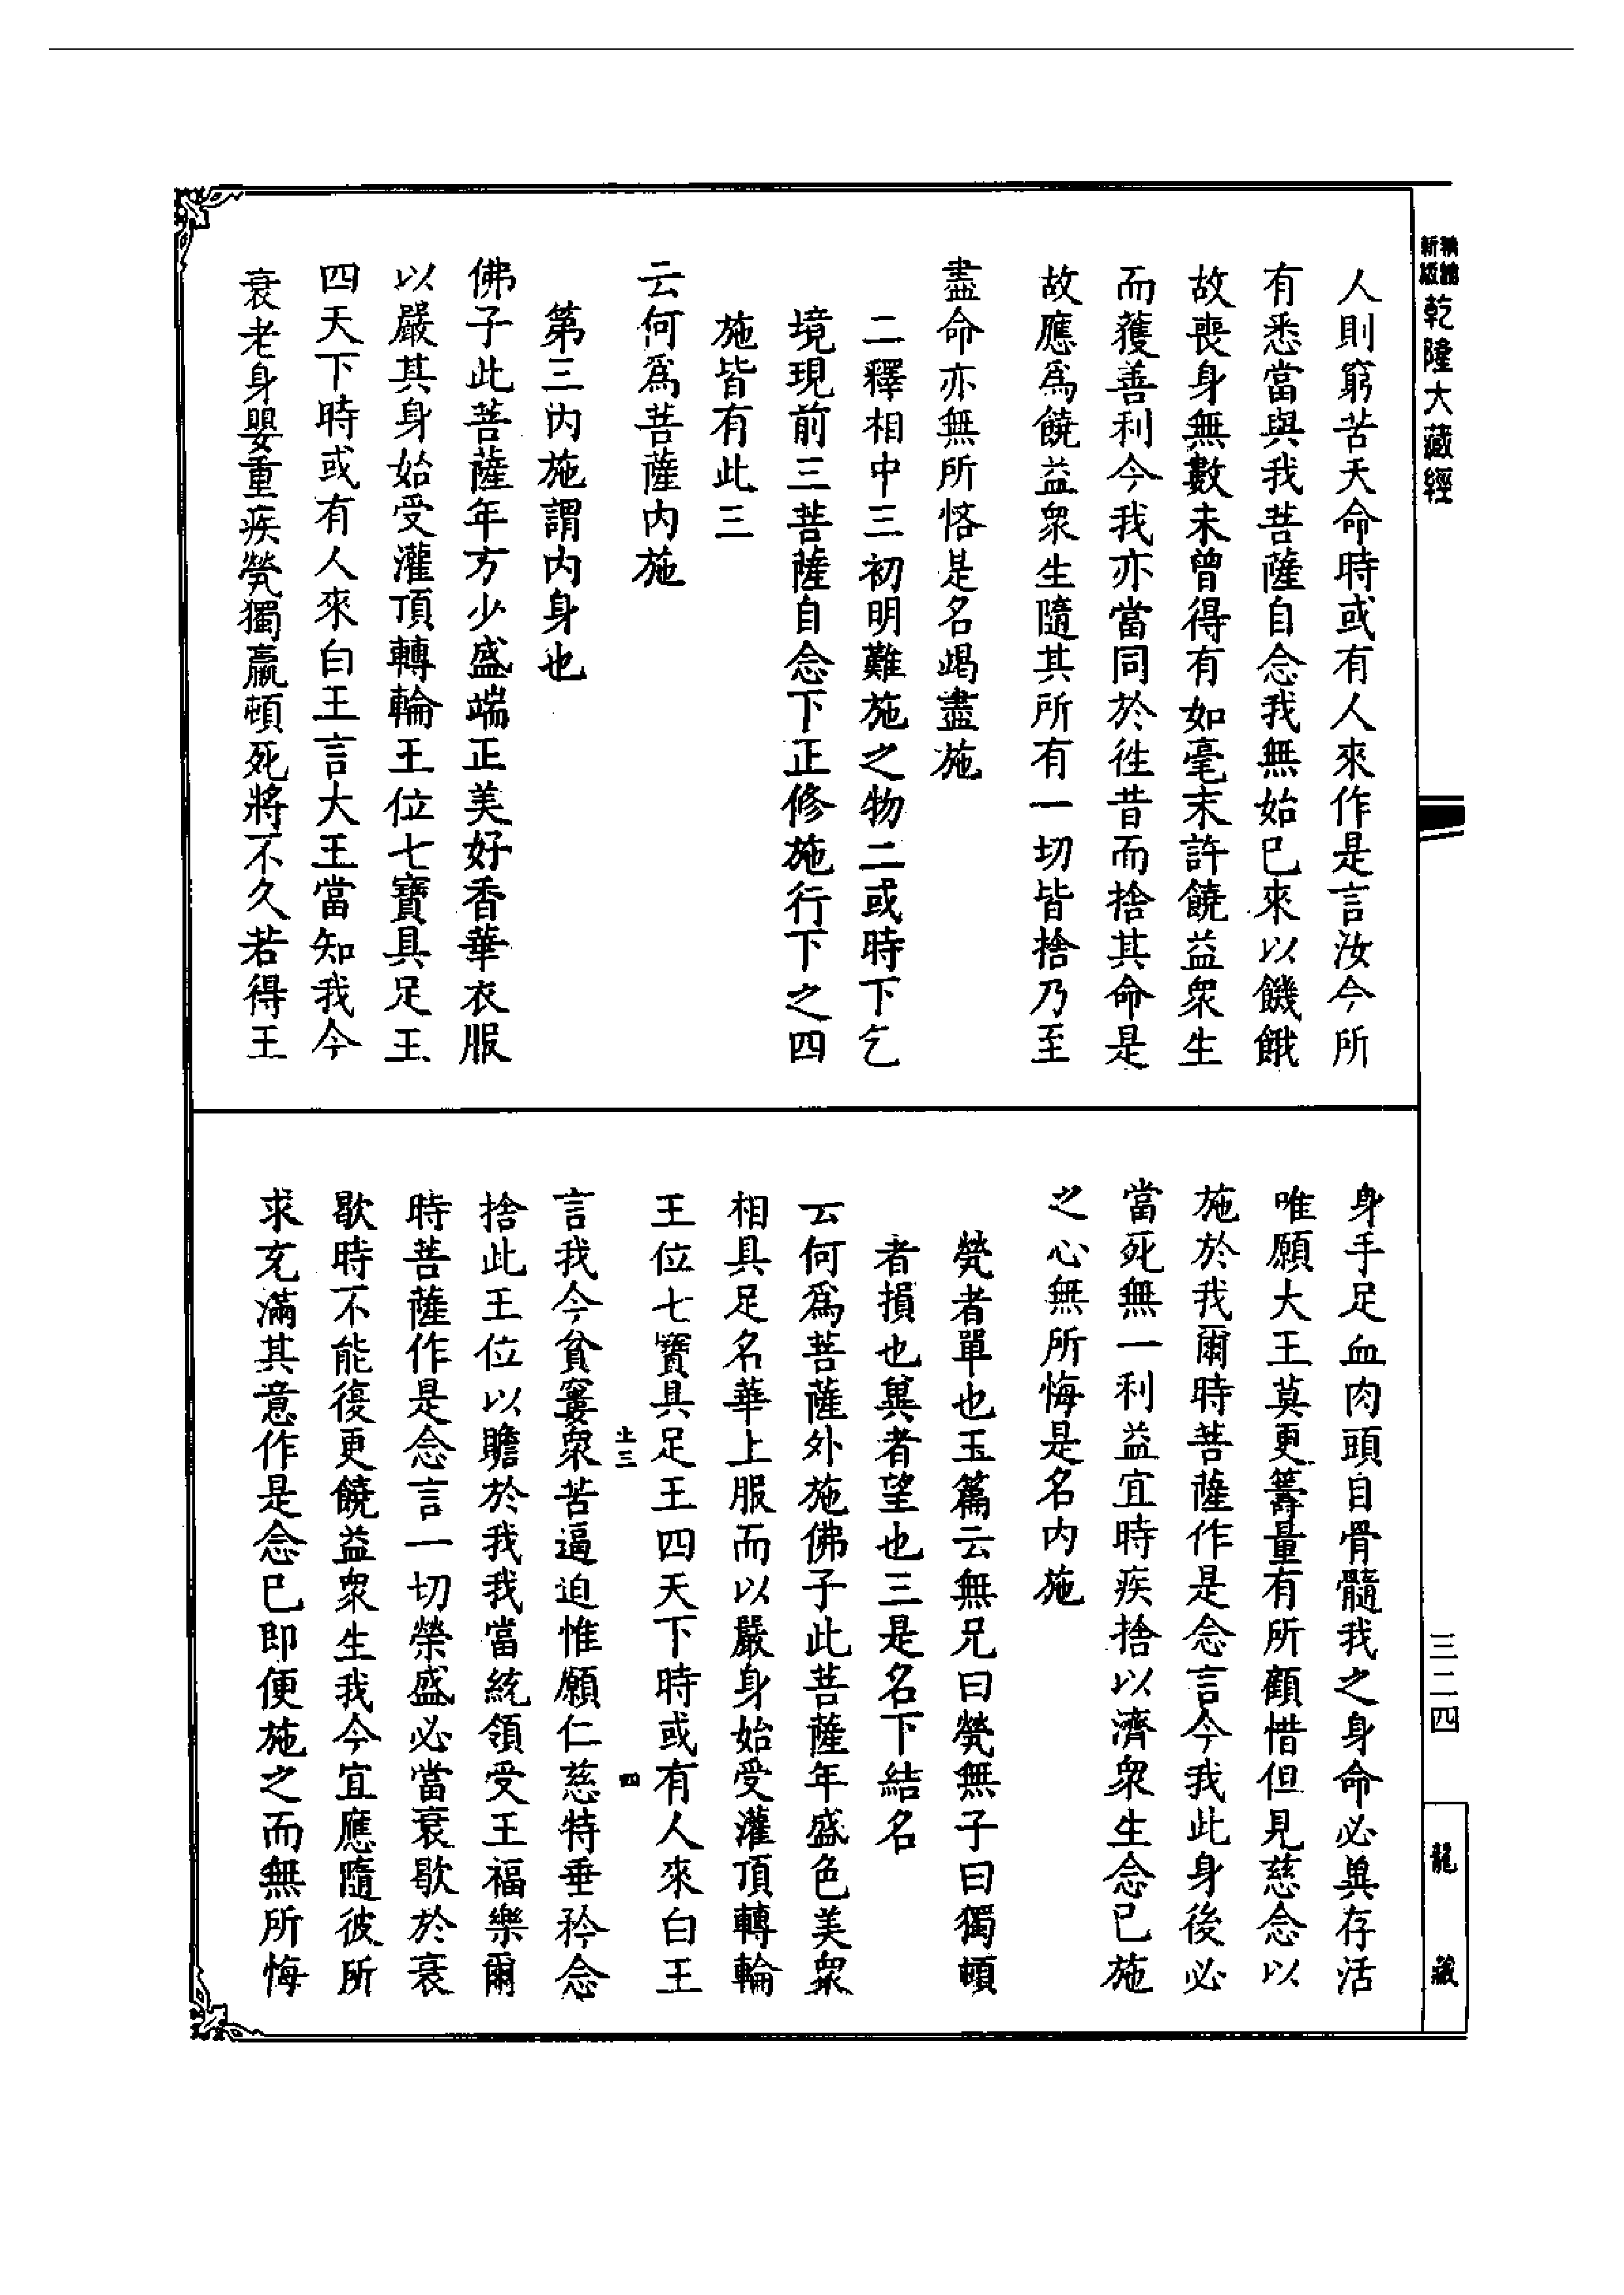 新版
乾隆大藏經
人則窮苦夭命時或有人來作是言汝今所
有悉當與我菩薩自念我無始已來以饑餓
故喪身無數未曾得有如毫末許饒益衆生
而獲善利今我亦當同於徃昔而捨其命是
故應爲饒益衆生隨其所有一切皆捨乃至
盡命亦無所悋是名竭盡施
二釋相中三初明難施之物二或時下乞
境現前三菩薩自念下正修施行下之四
施皆有此三
云何爲菩薩内施
第三内施謂内身也
佛子此菩薩年方少盛端正美好香華衣服
以嚴其身始受灌頂轉輪王位七寶具足王
四天下時或有人來白王言大王當知我今
衰老身嬰重疾煢獨羸頓死將不久若得王
身手足血肉頭目骨髓我之身命必兾存活
唯願大王莫更籌量有所顧惜但見慈念以
施於我爾時菩薩作是念言今我此身後必
當死無一利益宜時疾捨以濟衆生念已施
之心無所悔是名内施
煢者單也玉篇云無兄曰煢無子曰獨頓
者損也兾者望也三是名下結名
云何爲菩薩外施佛子此菩薩年盛色美衆
相具足名華上服而以嚴身始受灌頂轉輪
王位七寶具足王四天下時或有人來白王
三 四
言我今貧窶衆苦逼迫惟願仁慈特垂矜念
捨此王位以贍於我我當統領受王福樂爾
時菩薩作是念言一切榮盛必當衰歇於衰
歇時不能復更饒益衆生我今宜應隨彼所
求充滿其意作是念已即便施之而無所悔
三二四
龍藏